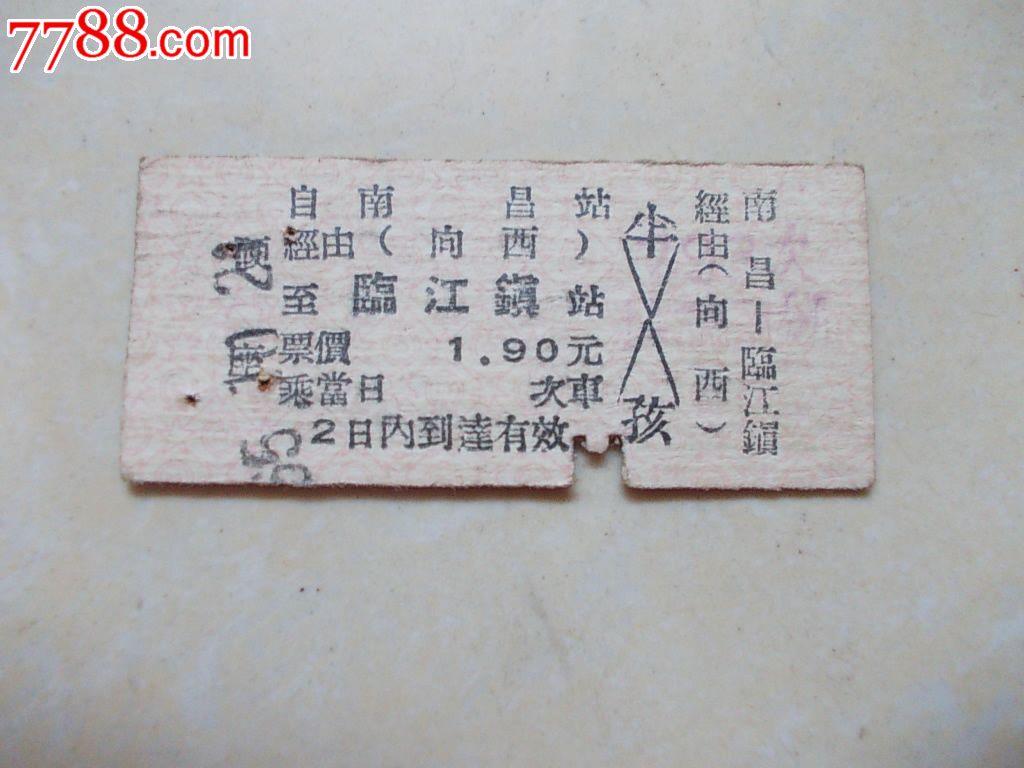 7788.com
自南昌站
經由(向西)
至臨江鎮站
票價 1.90元
乘當日 次車
2日內到達有效
半
孩
南昌—臨江鎮
經由(向西)